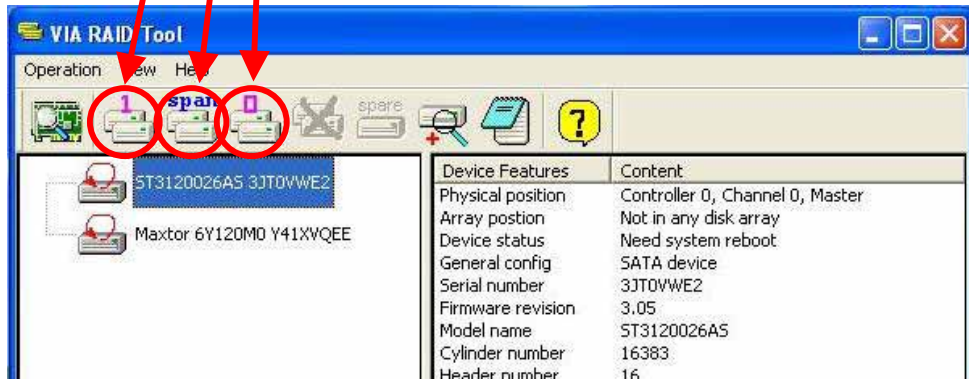 VIA RAID Tool
Operation View Help
1 span 0 spare
ST3120026AS 3JT0VWE2
Maxtor 6Y120M0 Y41XVQEE
Device Features Content
Physical position Controller 0, Channel 0, Master
Array postion Not in any disk array
Device status Need system reboot
General config SATA device
Serial number 3JT0VWE2
Firmware revision 3.05
Model name ST3120026AS
Cylinder number 16383
Header number 16